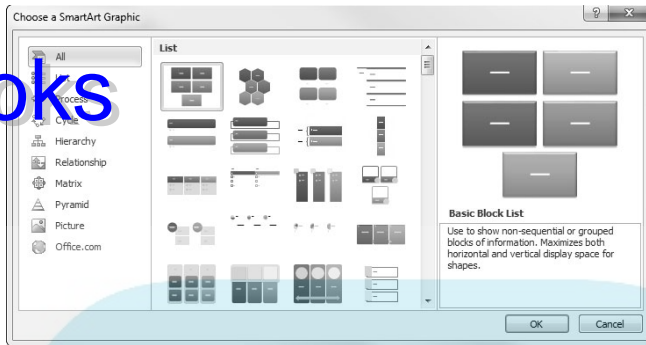 Choose a SmartArt Graphic
All
List
Process
Cycle
Hierarchy
Relationship
Matrix
Pyramid
Picture
Office.com
oks
List
Basic Block List
Use to show non-sequential or grouped
blocks of information. Maximizes both
horizontal and vertical display space for
shapes.
OK
Cancel